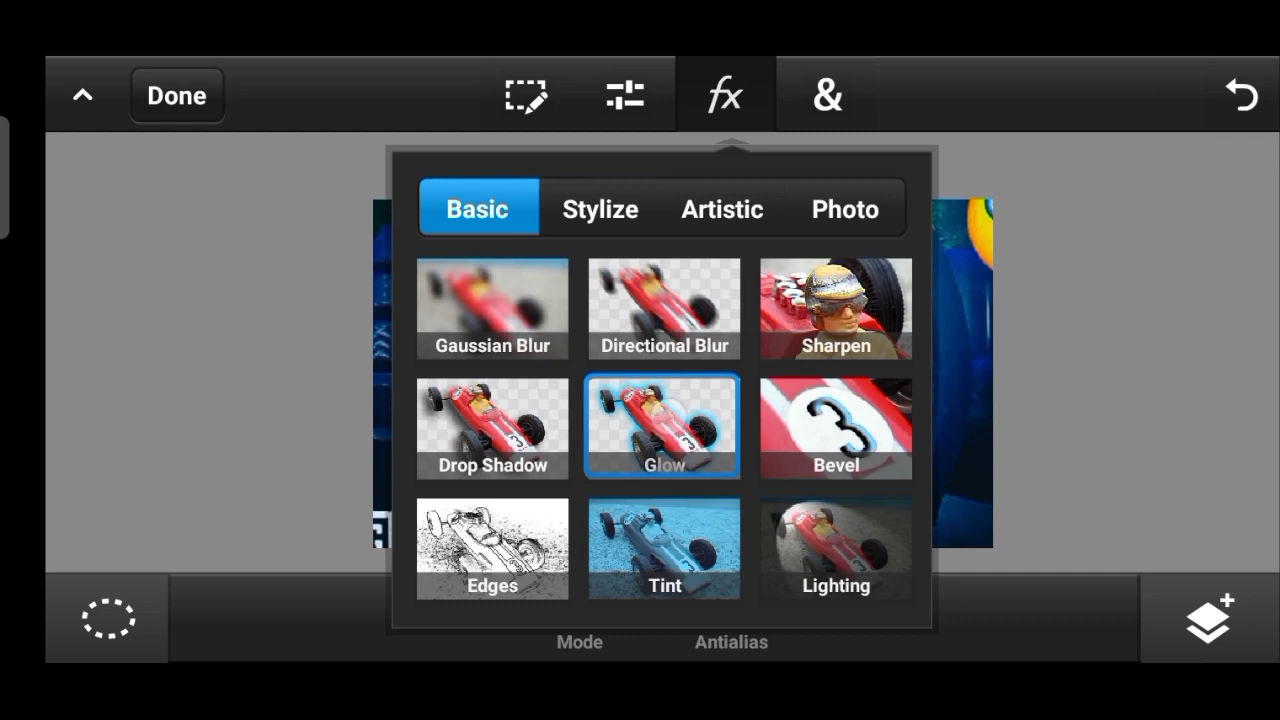 Done fx &
Basic Stylize Artistic Photo
Gaussian Blur Directional Blur Sharpen
Drop Shadow Glow Bevel
Edges Tint Lighting
Mode Antialias